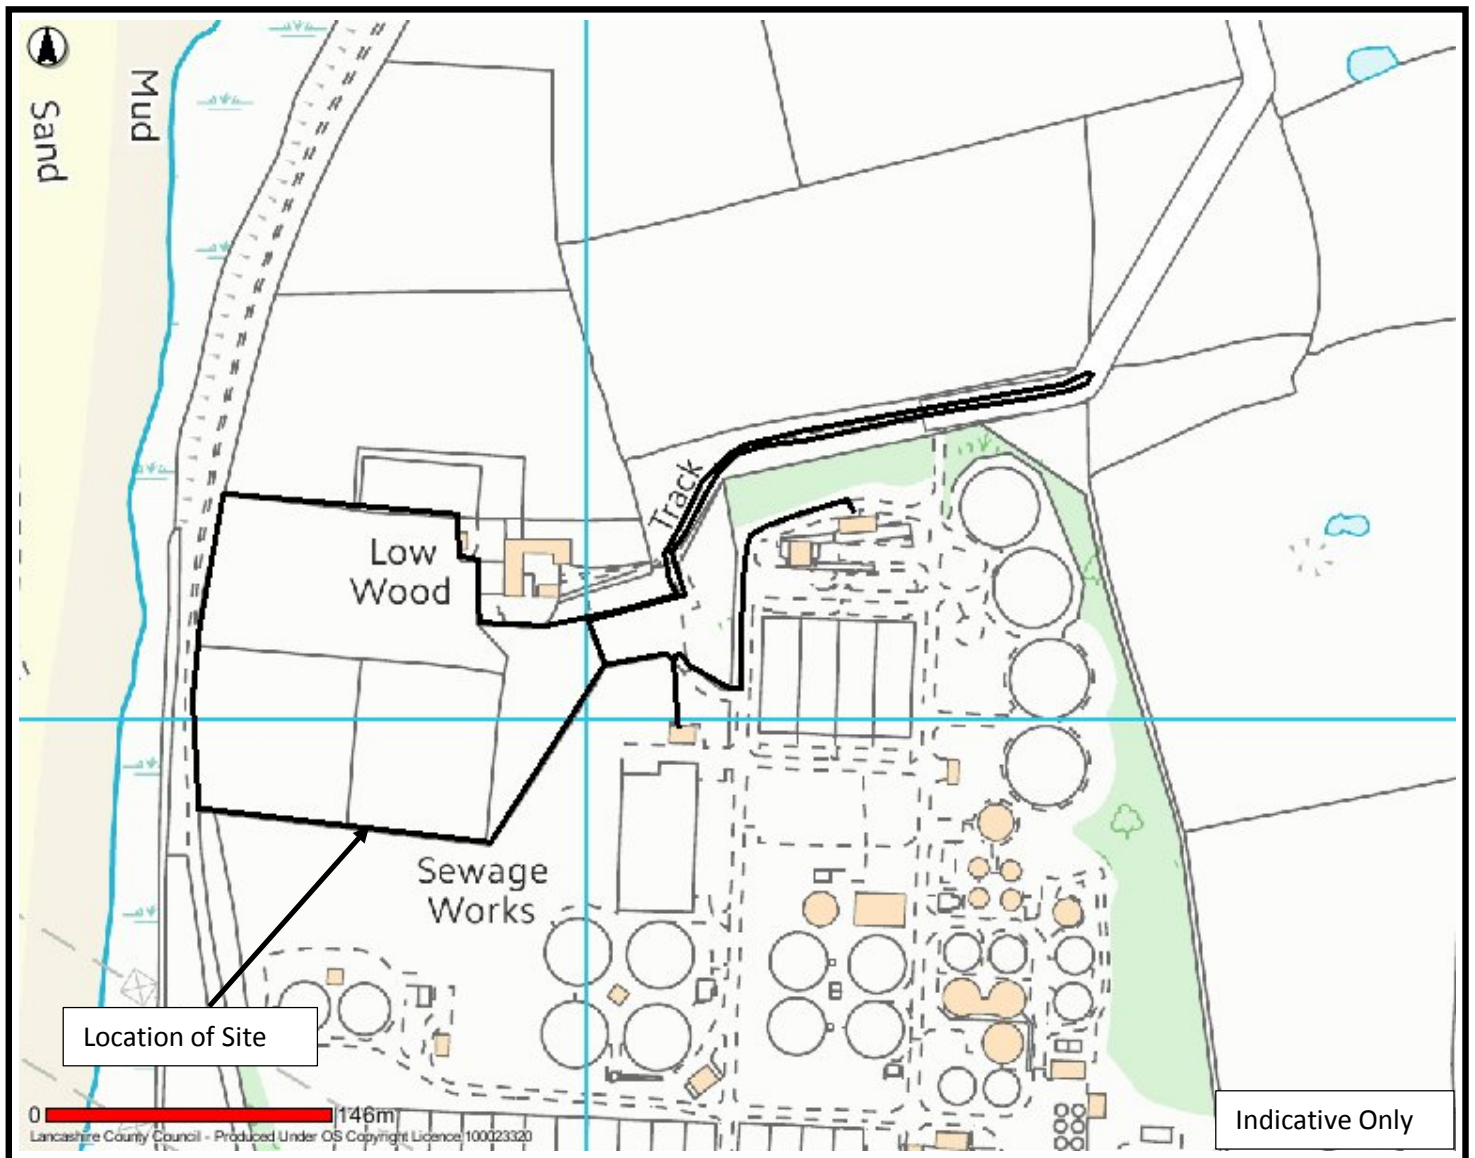 Mud
Sand
Track
Low
Wood
Sewage
Works
Location of Site
0 146m
Lancashire County Council - Produced Under OS Copyright Licence 100023320
Indicative Only